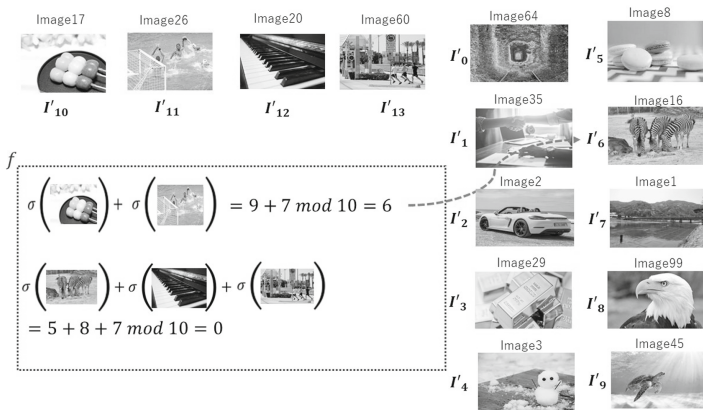 Image17
Image26
Image20
Image60
I'10
I'11
I'12
I'13
Image64
Image8
I'0
I'5
Image35
Image16
I'1
I'6
Image2
Image1
I'2
I'7
Image29
Image99
I'3
I'8
Image3
Image45
I'4
I'9
f
σ( ) + σ( ) = 9 + 7 mod 10 = 6
σ( ) + σ( ) + σ( )
= 5 + 8 + 7 mod 10 = 0